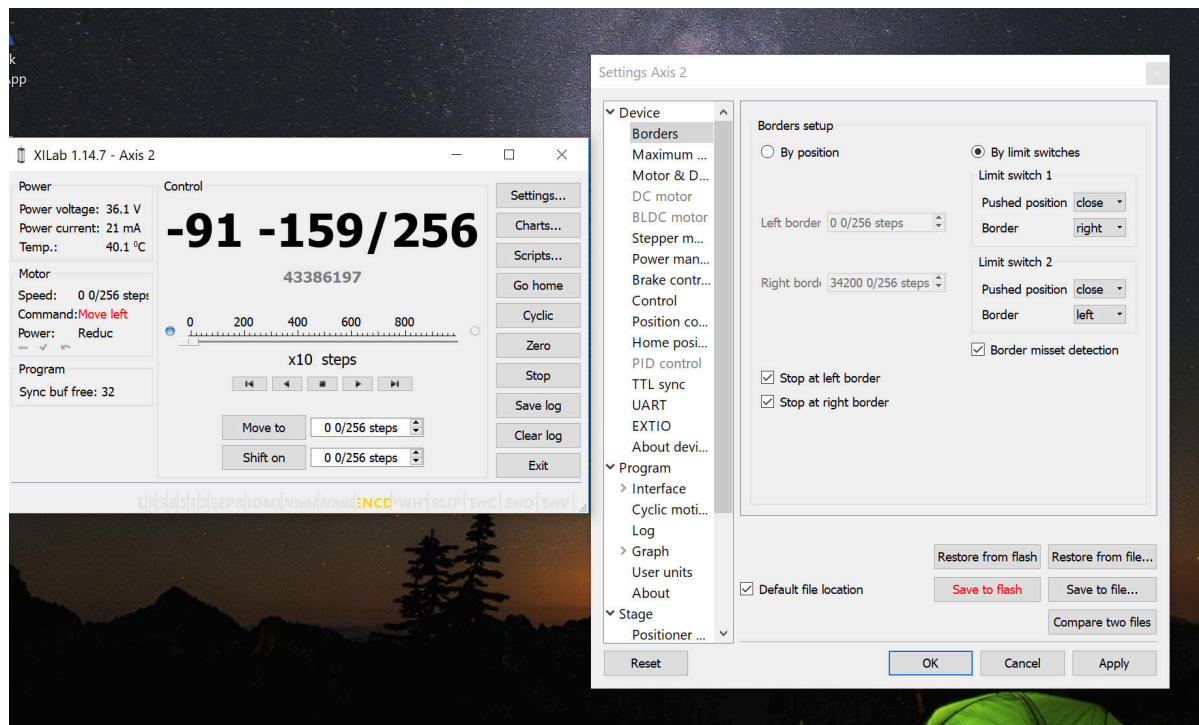 k
App
XILab 1.14.7 - Axis 2
Power
Power voltage: 36.1 V
Power current: 21 mA
Temp.: 40.1 ⁰C
Motor
Speed: 0 0/256 steps
Command: Move left
Power: Reduc
Program
Sync buf free: 32
Control
-91 -159/256
43386197
0 200 400 600 800
x10 steps
Move to 0 0/256 steps
Shift on 0 0/256 steps
Settings...
Charts...
Scripts...
Go home
Cyclic
Zero
Stop
Save log
Clear log
Exit
ENCD SLIP ErrC ErrD ErrV
Settings Axis 2
Device
Borders
Maximum ...
Motor & D...
DC motor
BLDC motor
Stepper m...
Power man...
Brake contr...
Control
Position co...
Home posi...
PID control
TTL sync
UART
EXTIO
About devi...
Program
Interface
Cyclic moti...
Log
Graph
User units
About
Stage
Positioner ...
Borders setup
By position
Left border 0 0/256 steps
Right bord 34200 0/256 steps
By limit switches
Limit switch 1
Pushed position close
Border right
Limit switch 2
Pushed position close
Border left
Border misset detection
Stop at left border
Stop at right border
Restore from flash Restore from file...
Default file location Save to flash Save to file...
Compare two files
Reset OK Cancel Apply